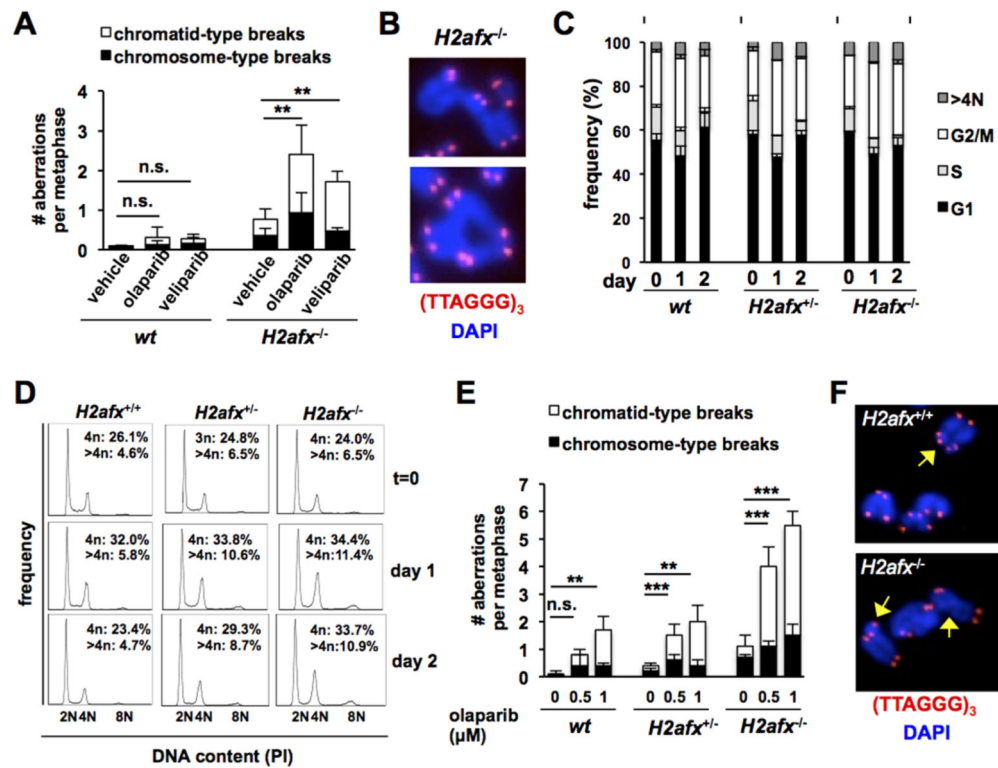 A
chromatid-type breaks
chromosome-type breaks
# aberrations
per metaphase
4
3
2
1
0
n.s.
n.s.
**
**
vehicle
olaparib
veliparib
vehicle
olaparib
veliparib
wt
H2afx-/-
B
H2afx-/-
(TTAGGG)3
DAPI
C
frequency (%)
100
80
60
40
20
0
>4N
G2/M
S
G1
day 0 1 2 0 1 2 0 1 2
wt H2afx+/- H2afx-/-
D
H2afx+/+ H2afx+/- H2afx-/-
frequency
4n: 26.1%
>4n: 4.6%
3n: 24.8%
>4n: 6.5%
4n: 24.0%
>4n: 6.5%
t=0
4n: 32.0%
>4n: 5.8%
4n: 33.8%
>4n: 10.6%
4n: 34.4%
>4n:11.4%
day 1
4n: 23.4%
>4n: 4.7%
4n: 29.3%
>4n: 8.7%
4n: 33.7%
>4n:10.9%
day 2
2N 4N 8N 2N 4N 8N 2N 4N 8N
DNA content (PI)
E
chromatid-type breaks
chromosome-type breaks
# aberrations
per metaphase
7
6
5
4
3
2
1
0
**
n.s.
**
***
***
***
0 0.5 1 0 0.5 1 0 0.5 1
olaparib
(µM)
wt H2afx+/- H2afx-/-
F
H2afx+/+
H2afx-/-
(TTAGGG)3
DAPI